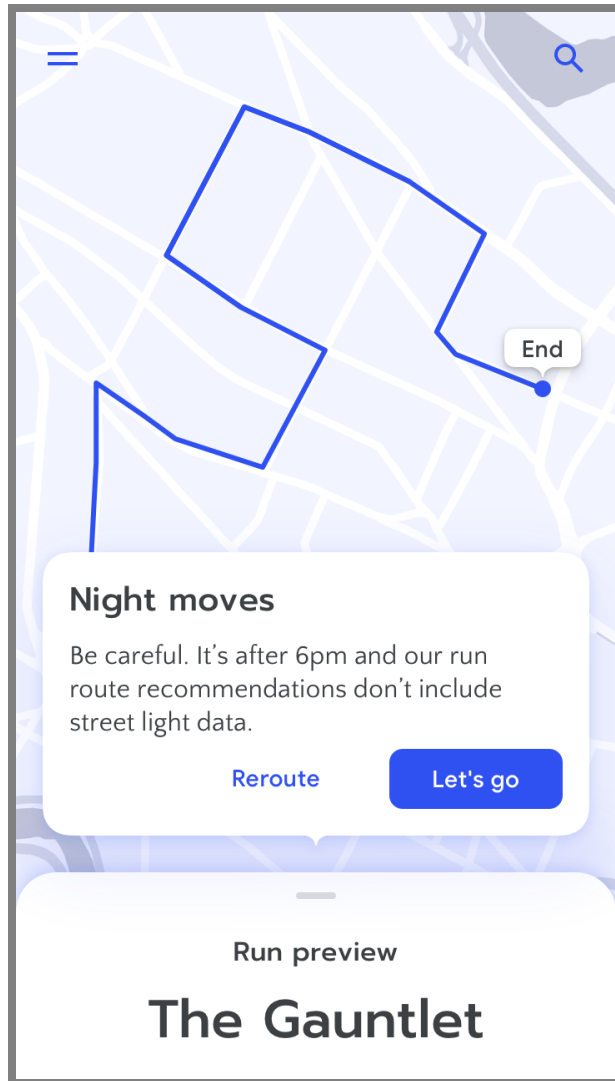 End
Night moves
Be careful. It’s after 6pm and our run
route recommendations don’t include
street light data.
Reroute
Let's go
Run preview
The Gauntlet